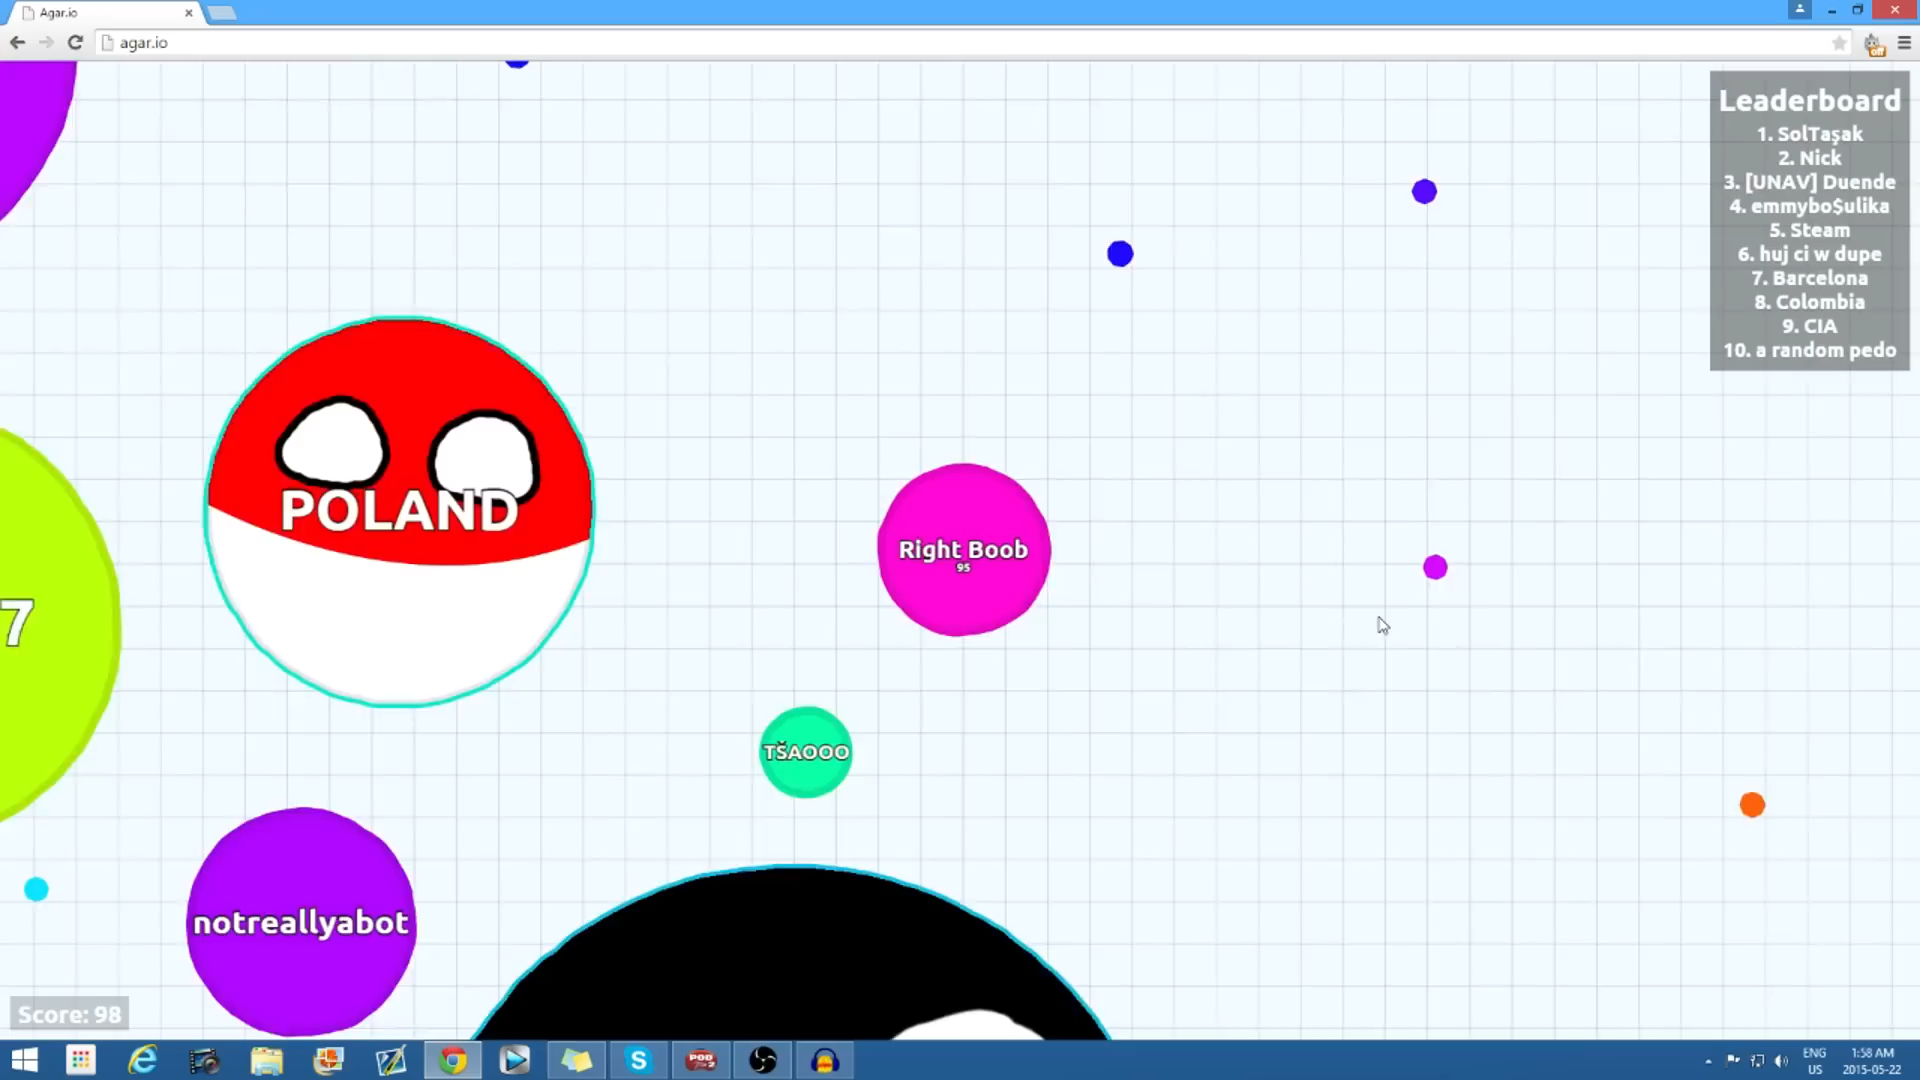 Agar.io
agar.io
Leaderboard
1. SolTaşak
2. Nick
3. [UNAV] Duende
4. emmybo$ulika
5. Steam
6. huj ci w dupe
7. Barcelona
8. Colombia
9. CIA
10. a random pedo
POLAND
Right Boob
95
7
TŠAOOO
notreallyabot
Score: 98
off
POD
ENG
US
1:58 AM
2015-05-22